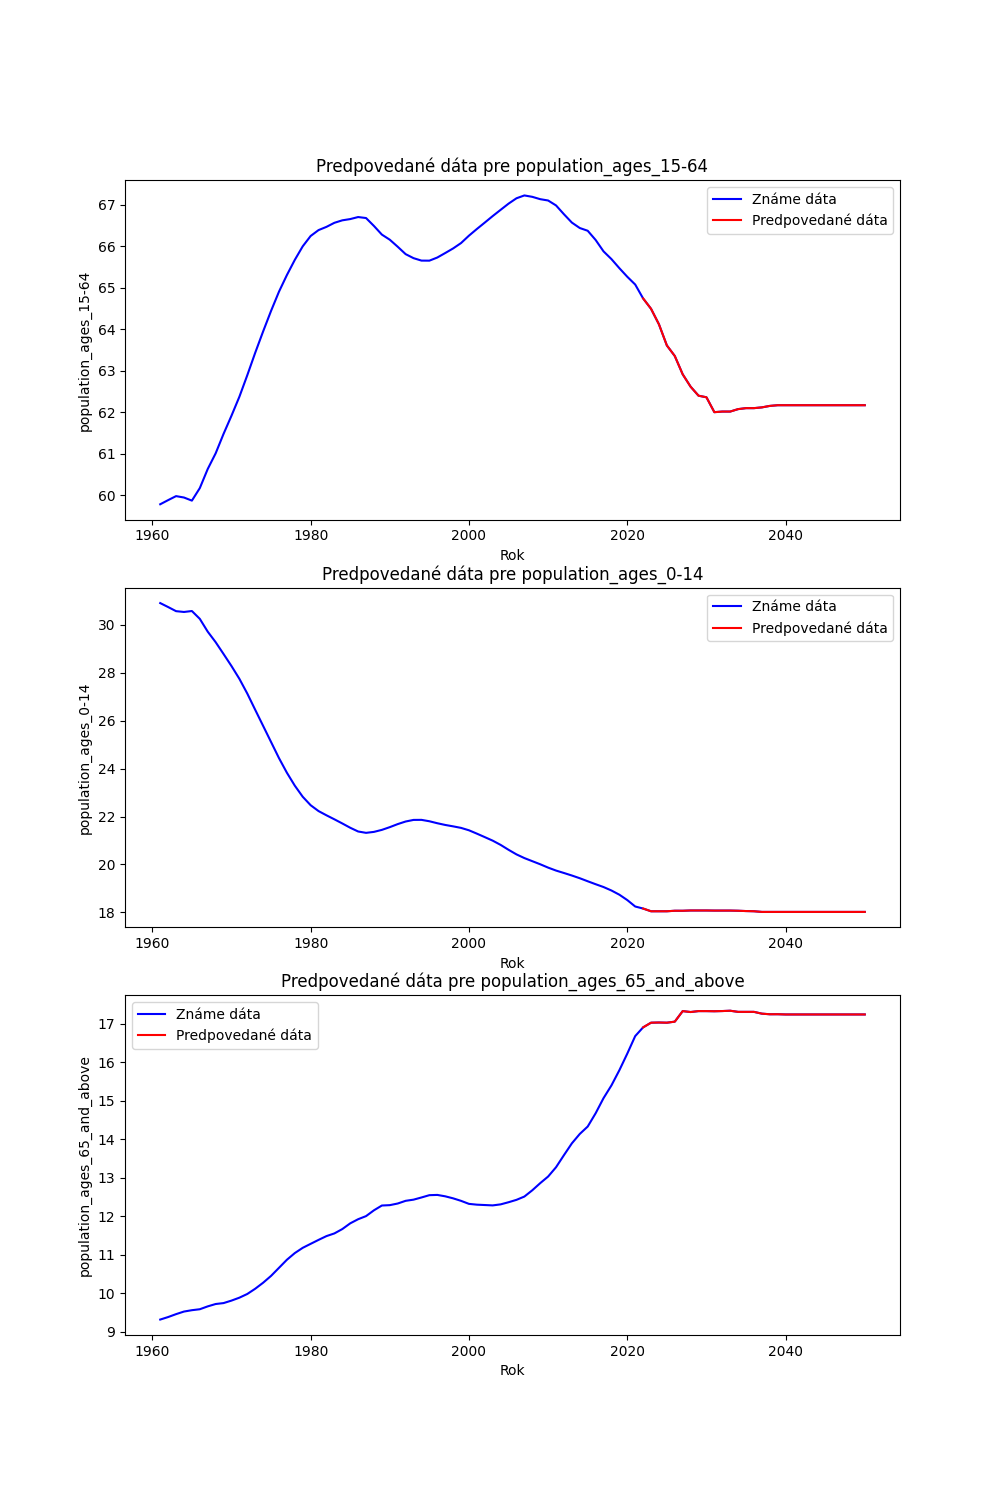 Predpovedané dáta pre population_ages_15-64
Známe dáta
Predpovedané dáta
67
66
65
64
63
62
61
60
population_ages_15-64
1960
1980
2000
2020
2040
Rok
Predpovedané dáta pre population_ages_0-14
Známe dáta
Predpovedané dáta
30
28
26
24
22
20
18
population_ages_0-14
1960
1980
2000
2020
2040
Rok
Predpovedané dáta pre population_ages_65_and_above
Známe dáta
Predpovedané dáta
17
16
15
14
13
12
11
10
9
population_ages_65_and_above
1960
1980
2000
2020
2040
Rok